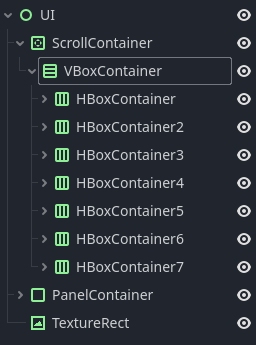 UI
ScrollContainer
VBoxContainer
HBoxContainer
HBoxContainer2
HBoxContainer3
HBoxContainer4
HBoxContainer5
HBoxContainer6
HBoxContainer7
PanelContainer
TextureRect